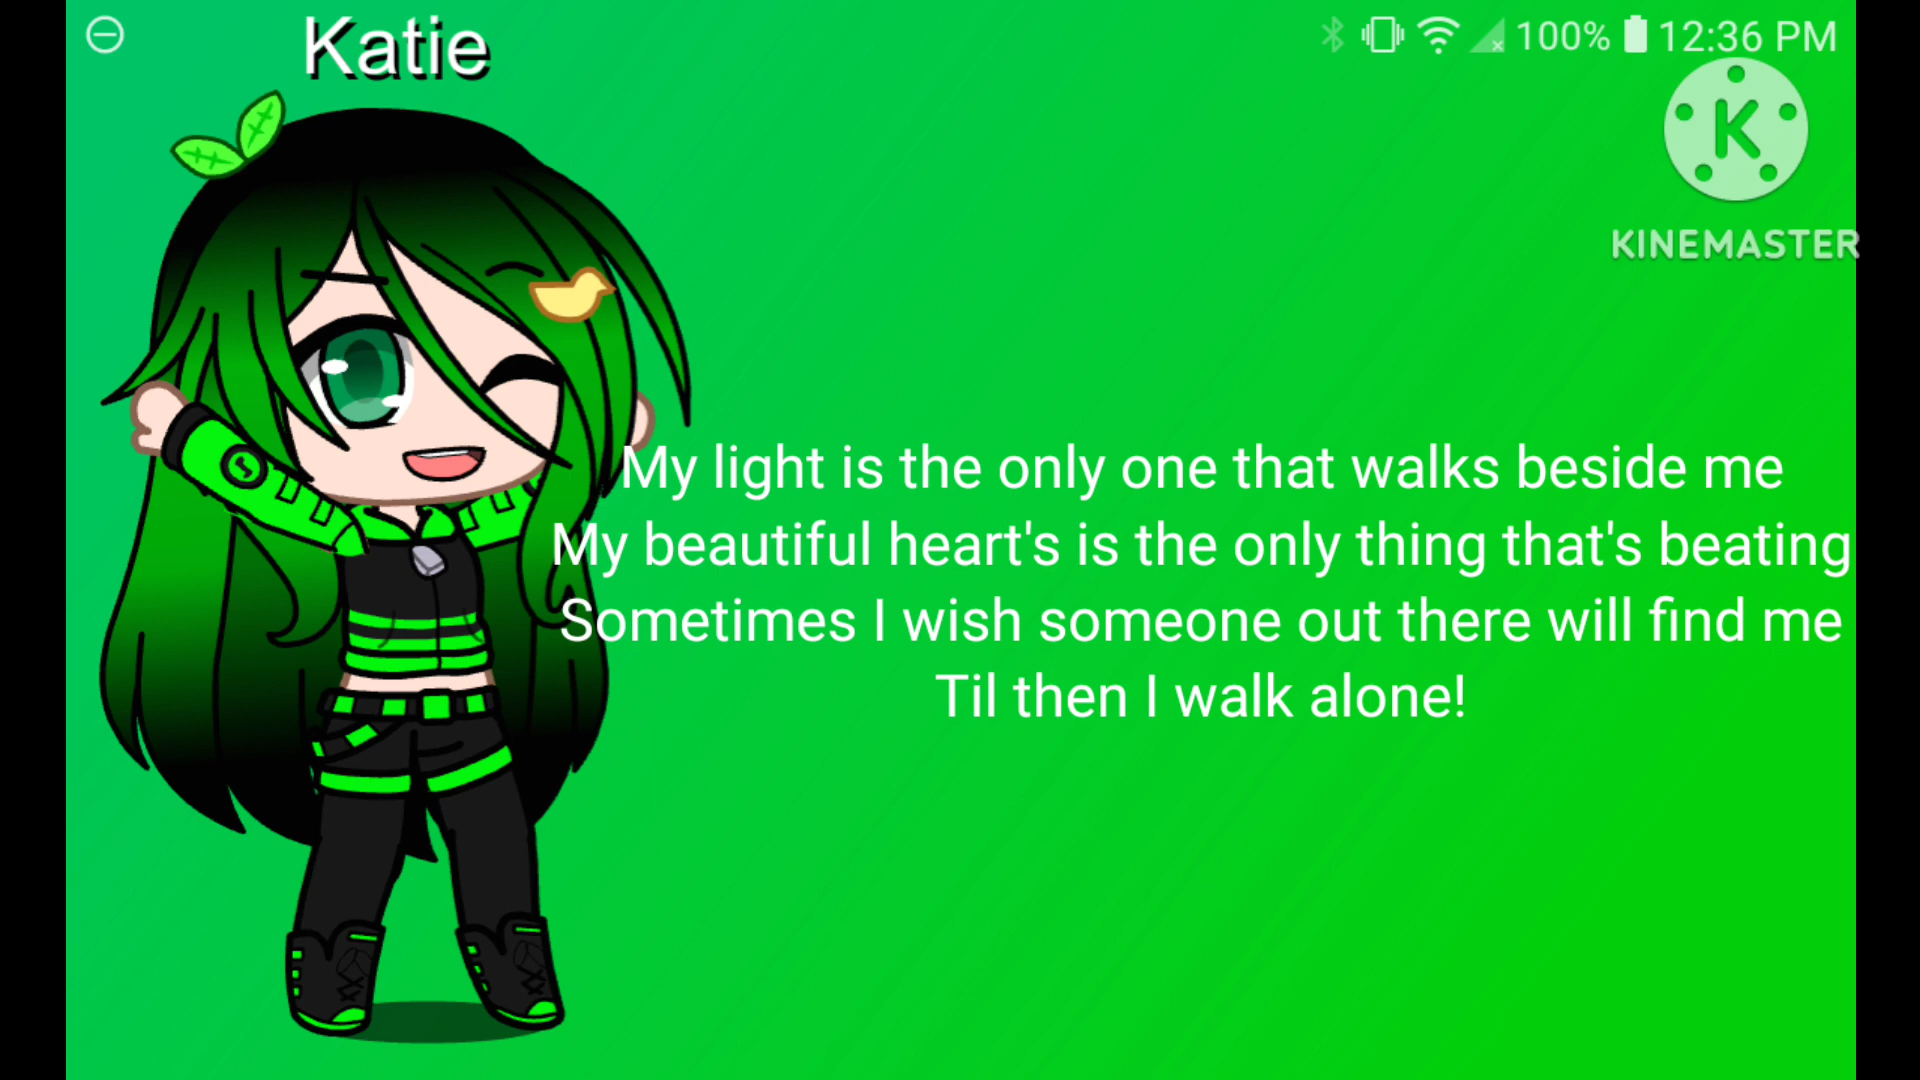 Katie
100% 12:36 PM
K
KINEMASTER
My light is the only one that walks beside me
My beautiful heart's is the only thing that's beating
Sometimes I wish someone out there will find me
Til then I walk alone!